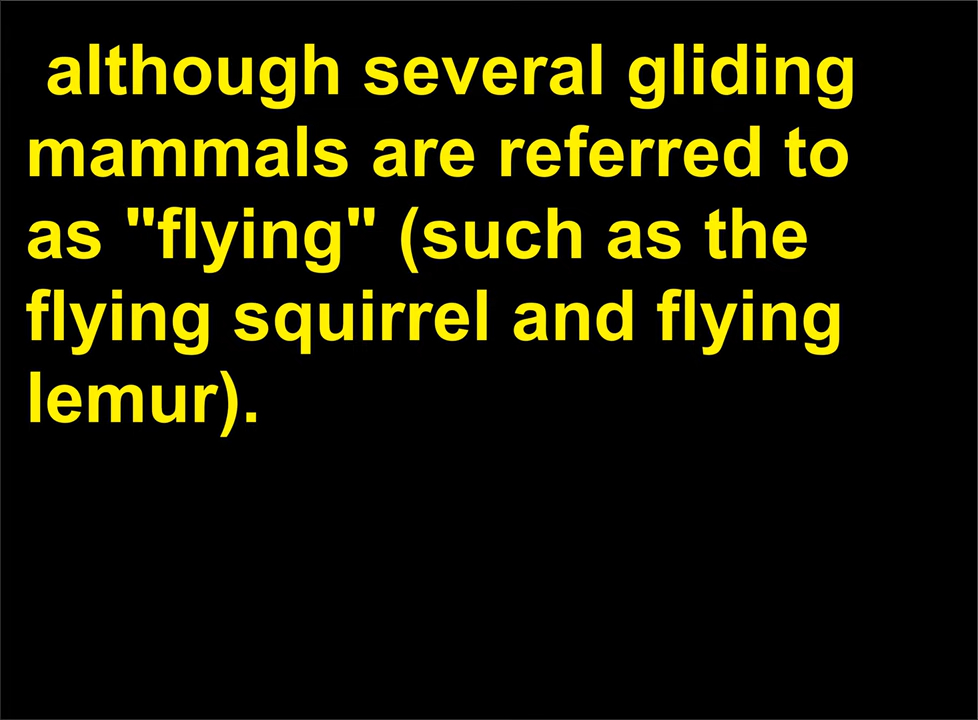 although several gliding
mammals are referred to
as "flying" (such as the
flying squirrel and flying
lemur).